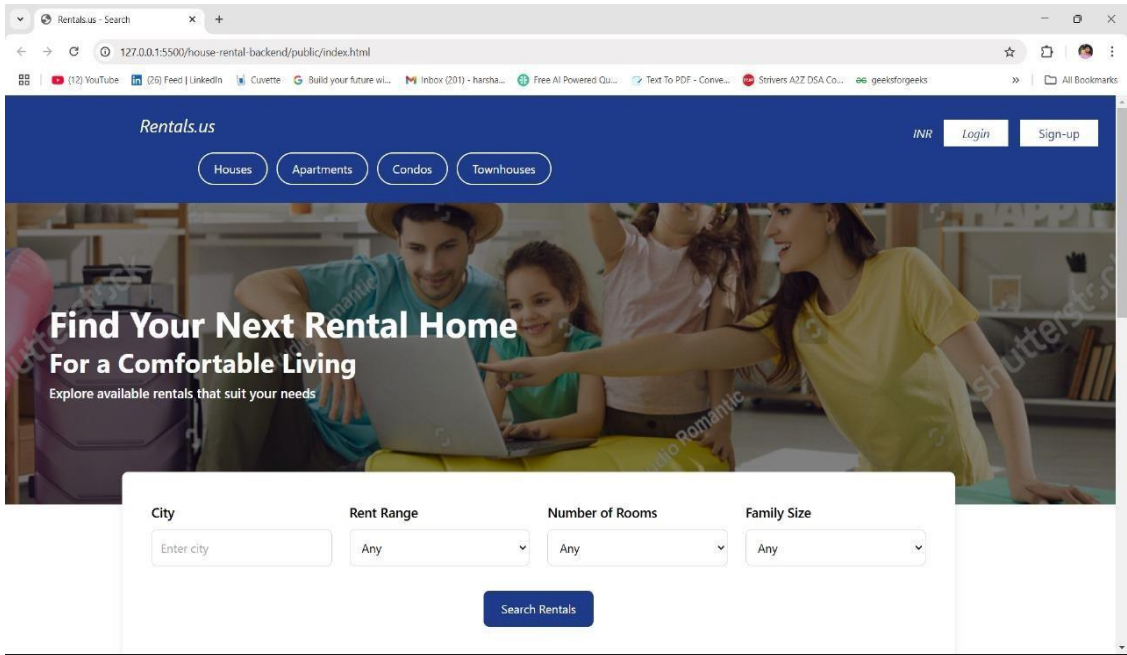 Rentals.us - Search
127.0.0.1:5500/house-rental-backend/public/index.html
(12) YouTube (26) Feed | LinkedIn Cuvette Build your future wi... Inbox (201) - harsha... Free AI Powered Qu... Text To PDF - Conve... Strivers A2Z DSA Co... geeksforgeeks » All Bookmarks
Rentals.us
INR Login Sign-up
Houses Apartments Condos Townhouses
Find Your Next Rental Home
For a Comfortable Living
Explore available rentals that suit your needs
City Rent Range Number of Rooms Family Size
Enter city Any Any Any
Search Rentals